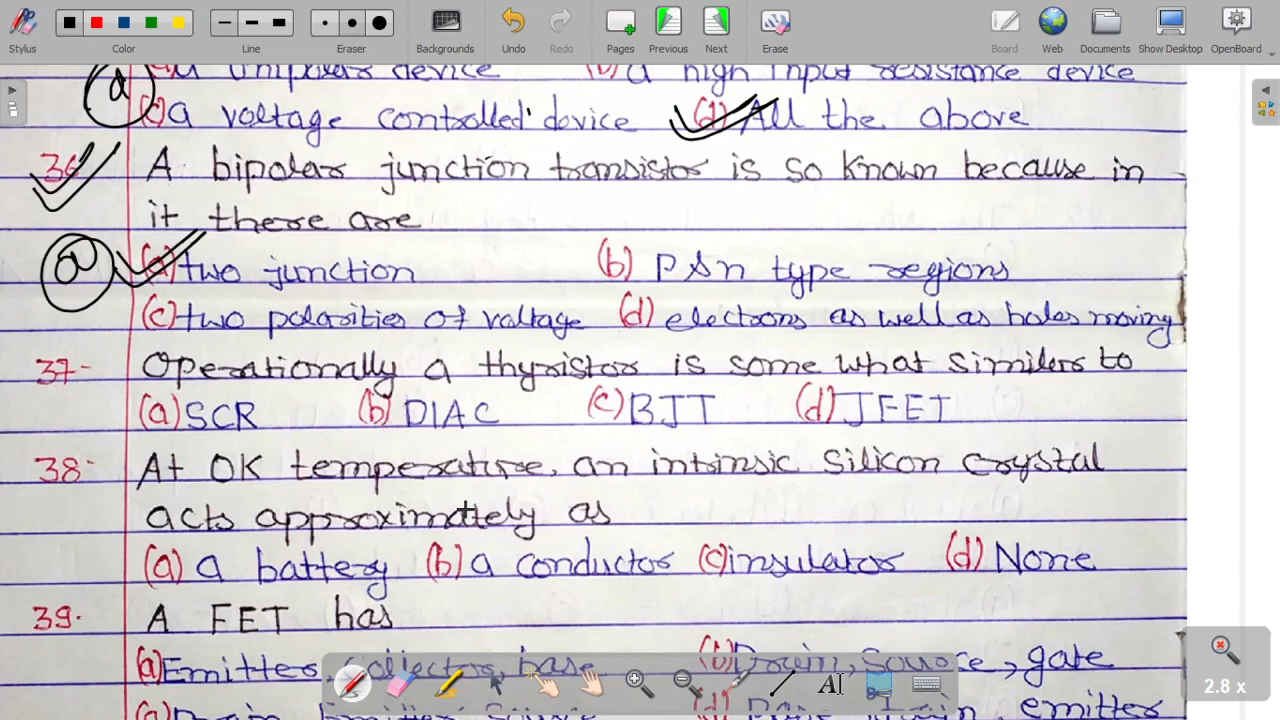 Stylus Color Line Eraser Backgrounds Undo Redo Pages Previous Next Erase Board Web Documents Show Desktop OpenBoard
(a)a unipolar device (b) a high input resistance device
(c)a voltage controlled device (d) All the above
36 A bipolar junction transistor is so known because in
it there are
(a) two junction (b) P & n type regions
(c) two polarities of voltage (d) electrons as well as holes moving
37- Operationally a thyristor is some what similer to
(a) SCR (b) DIAC (c) BJT (d) JFET
38- At 0K temperature, an intrinsic silicon crystal
acts approximately as
(a) a battery (b) a conductor (c) insulator (d) None
39. A FET has
(a) Emitter, collector, base (b) Drain, Source, gate
(d) emitter
2.8 x